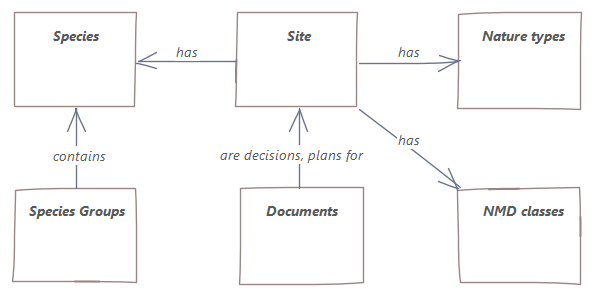 Species
Site
Nature types
has
has
has
contains
are decisions, plans for
Species Groups
Documents
NMD classes